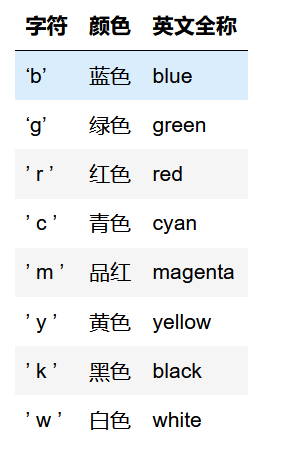 字符 颜色 英文全称
‘b’ 蓝色 blue
‘g’ 绿色 green
’ r ’ 红色 red
’ c ’ 青色 cyan
’ m ’ 品红 magenta
’ y ’ 黄色 yellow
’ k ’ 黑色 black
’ w ’ 白色 white